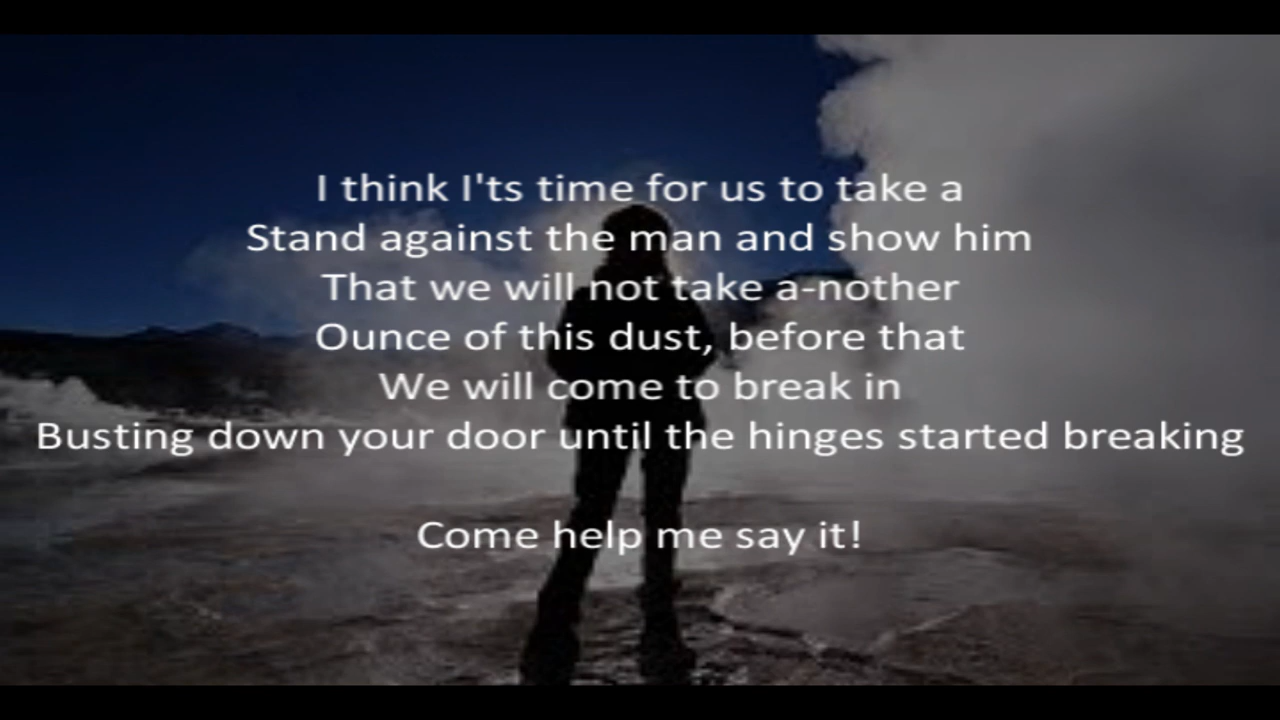 I think I'ts time for us to take a
Stand against the man and show him
That we will not take a-nother
Ounce of this dust, before that
We will come to break in
Busting down your door until the hinges started breaking
Come help me say it!